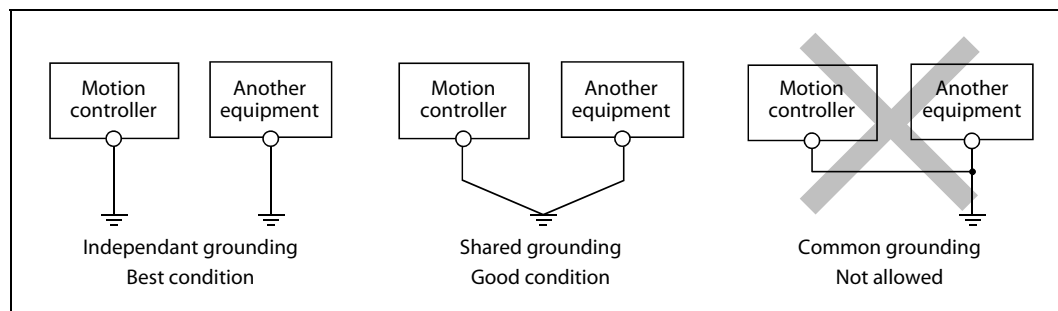 Motion
controller
Another
equipment
Independant grounding
Best condition
Motion
controller
Another
equipment
Shared grounding
Good condition
Motion
controller
Another
equipment
Common grounding
Not allowed